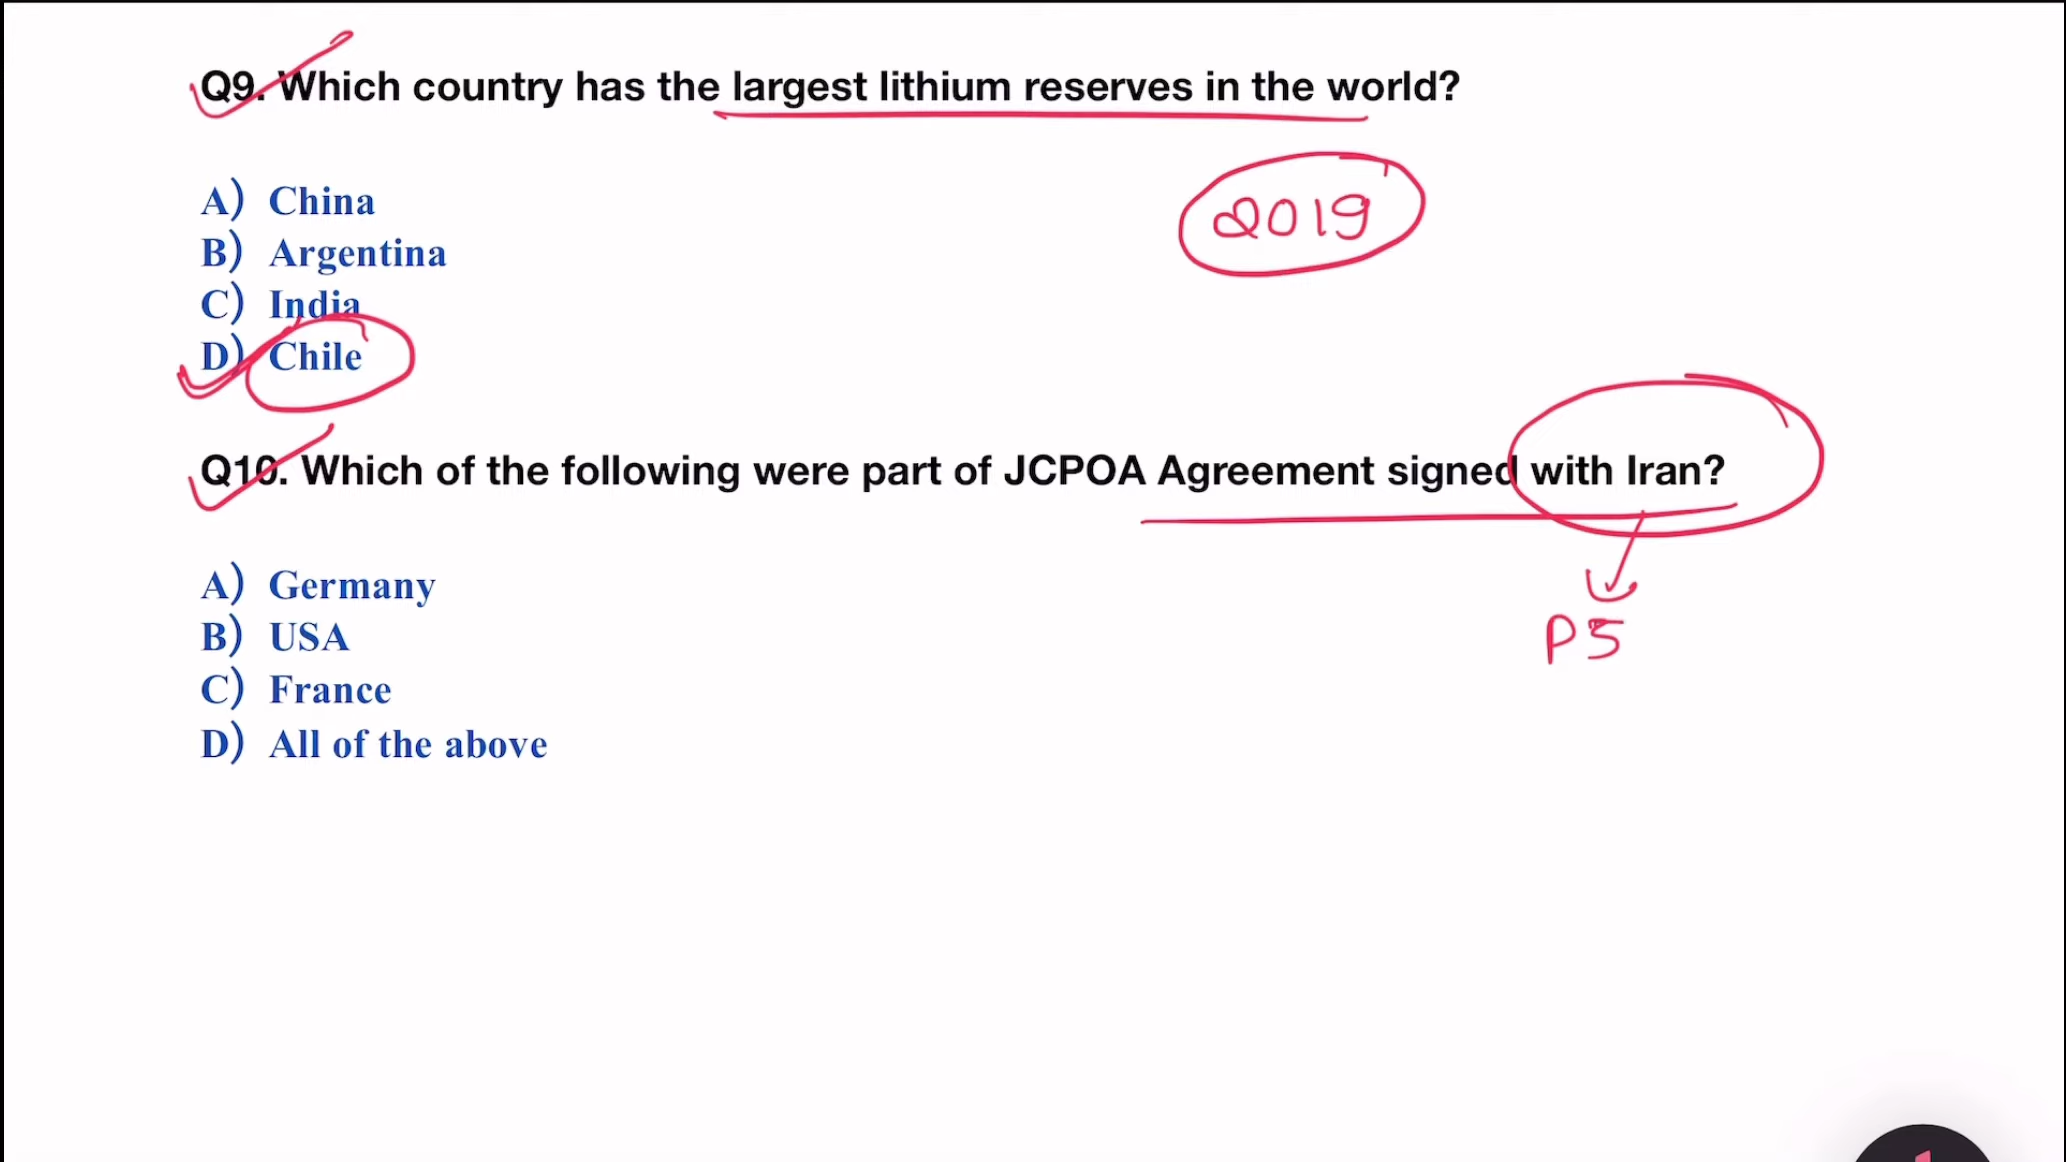 Q9. Which country has the largest lithium reserves in the world?
A) China
2019
B) Argentina
C) India
D) Chile
Q10. Which of the following were part of JCPOA Agreement signed with Iran?
A) Germany
P5
B) USA
C) France
D) All of the above